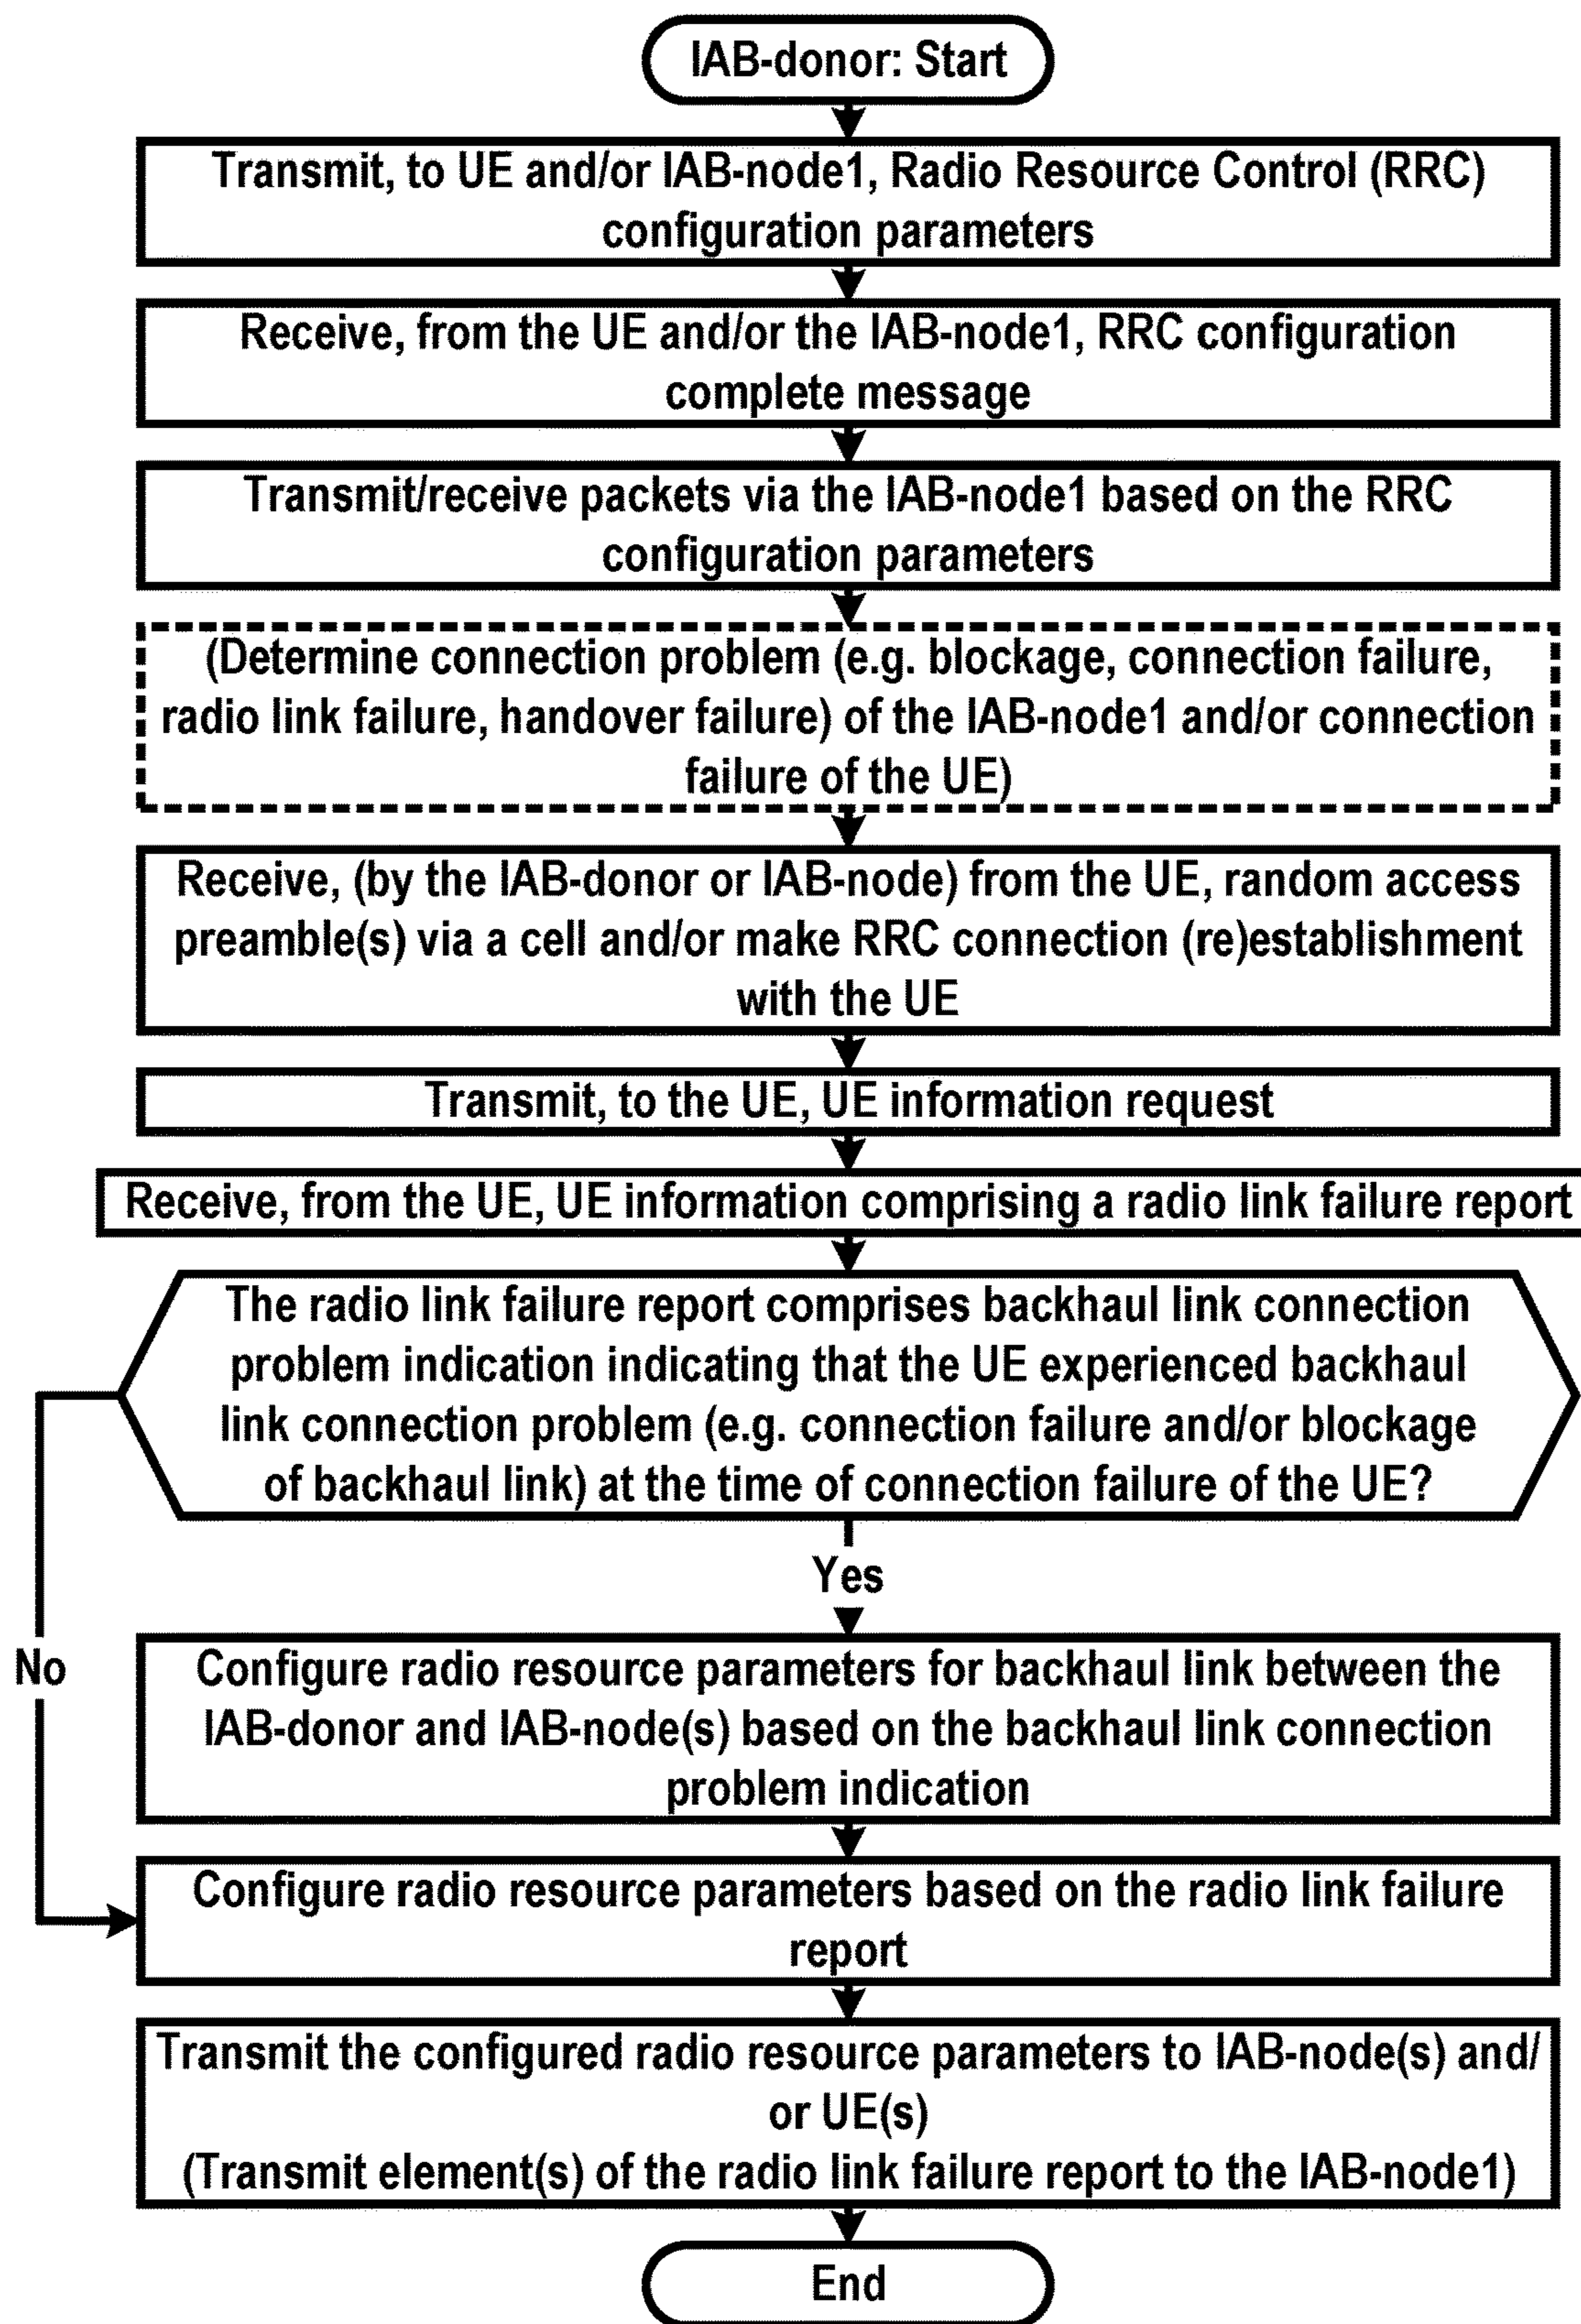 IAB-donor: Start
Transmit, to UE and/or IAB-node1, Radio Resource Control (RRC)
configuration parameters
Receive, from the UE and/or the IAB-node1, RRC configuration
complete message
Transmit/receive packets via the IAB-node1 based on the RRC
configuration parameters
(Determine connection problem (e.g. blockage, connection failure,
radio link failure, handover failure) of the IAB-node1 and/or connection
failure of the UE)
Receive, (by the IAB-donor or IAB-node) from the UE, random access
preamble(s) via a cell and/or make RRC connection (re)establishment
with the UE
Transmit, to the UE, UE information request
Receive, from the UE, UE information comprising a radio link failure report
The radio link failure report comprises backhaul link connection
problem indication indicating that the UE experienced backhaul
link connection problem (e.g. connection failure and/or blockage
of backhaul link) at the time of connection failure of the UE?
Yes
No
Configure radio resource parameters for backhaul link between the
IAB-donor and IAB-node(s) based on the backhaul link connection
problem indication
Configure radio resource parameters based on the radio link failure
report
Transmit the configured radio resource parameters to IAB-node(s) and/
or UE(s)
(Transmit element(s) of the radio link failure report to the IAB-node1)
End